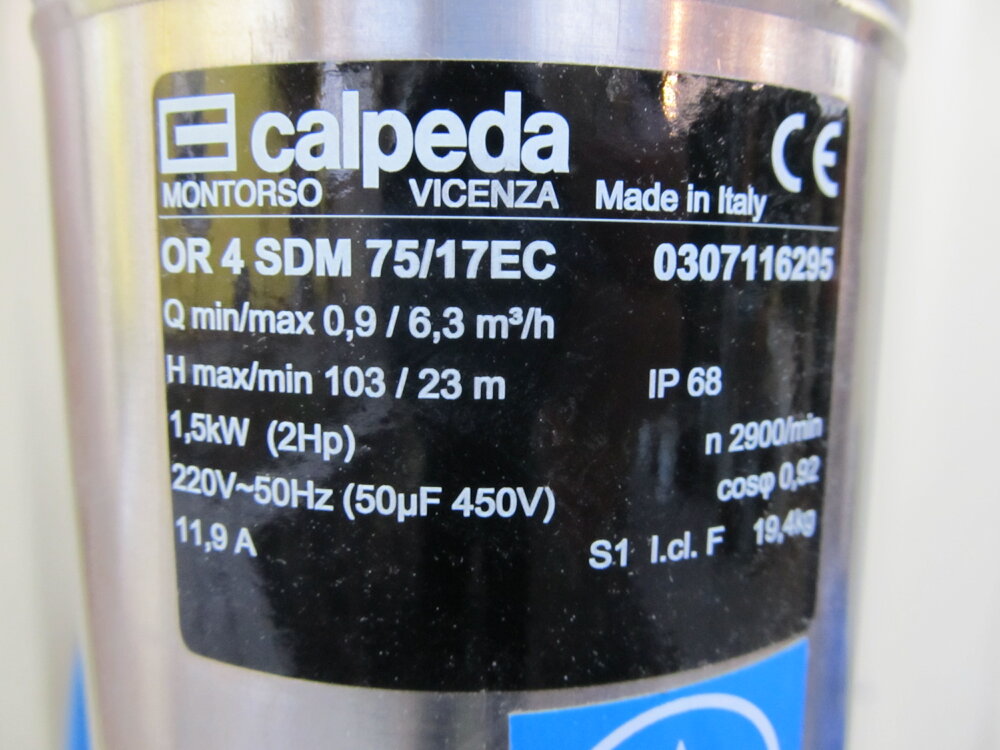 calpeda CE
MONTORSO VICENZA Made in Italy
OR 4 SDM 75/17EC 0307116295
Q min/max 0,9 / 6,3 m³/h
H max/min 103 / 23 m IP 68
1,5kW (2Hp) n 2900/min
220V~50Hz (50µF 450V) cosφ 0,92
11,9 A S1 I.cl. F 19,4kg